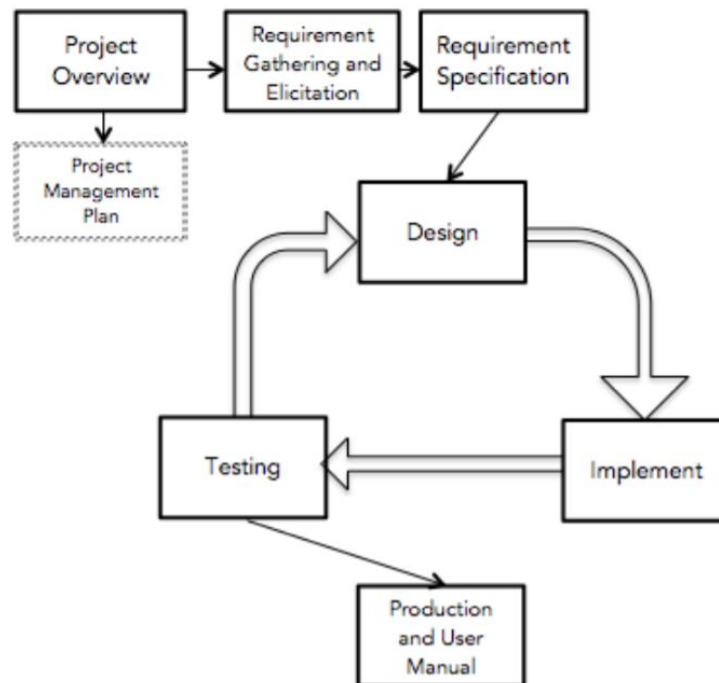 Project
Overview
Requirement
Gathering and
Elicitation
Requirement
Specification
Project
Management
Plan
Design
Testing
Implement
Production
and User
Manual